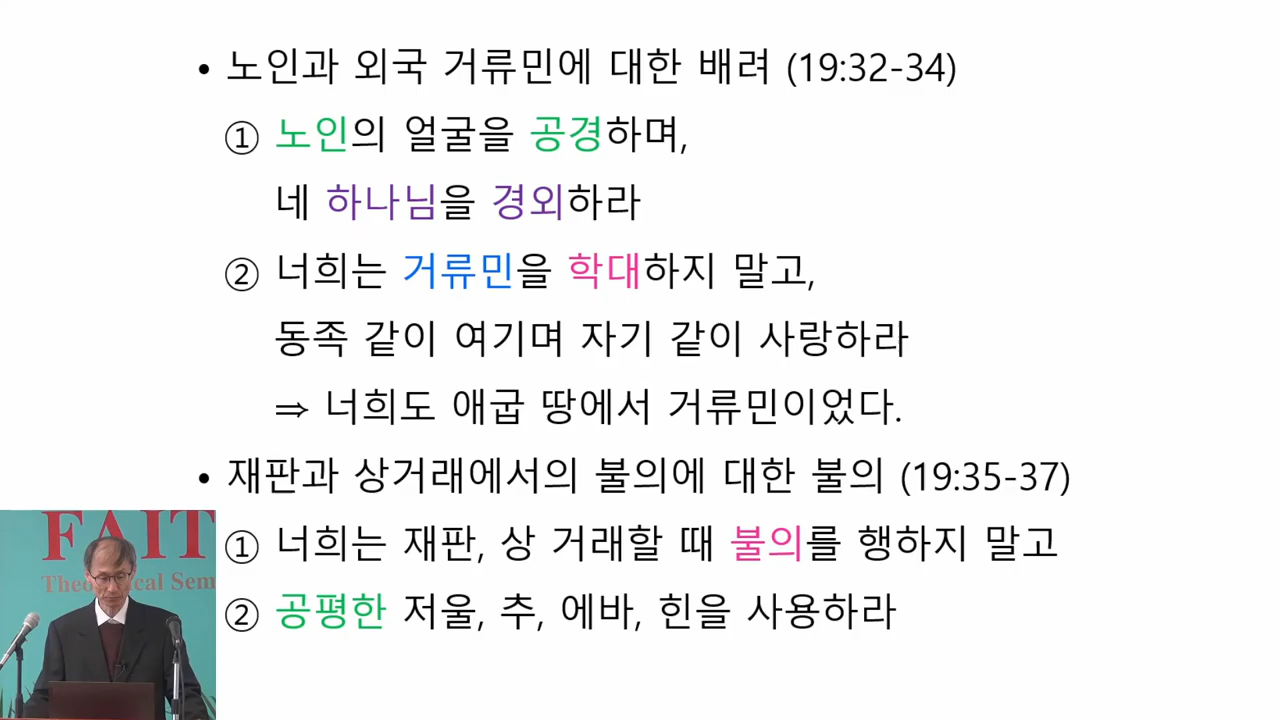 • 노인과 외국 거류민에 대한 배려 (19:32-34)
① 노인의 얼굴을 공경하며,
네 하나님을 경외하라
② 너희는 거류민을 학대하지 말고,
동족 같이 여기며 자기 같이 사랑하라
⇒ 너희도 애굽 땅에서 거류민이었다.
• 재판과 상거래에서의 불의에 대한 불의 (19:35-37)
① 너희는 재판, 상 거래할 때 불의를 행하지 말고
② 공평한 저울, 추, 에바, 힌을 사용하라
FAIT